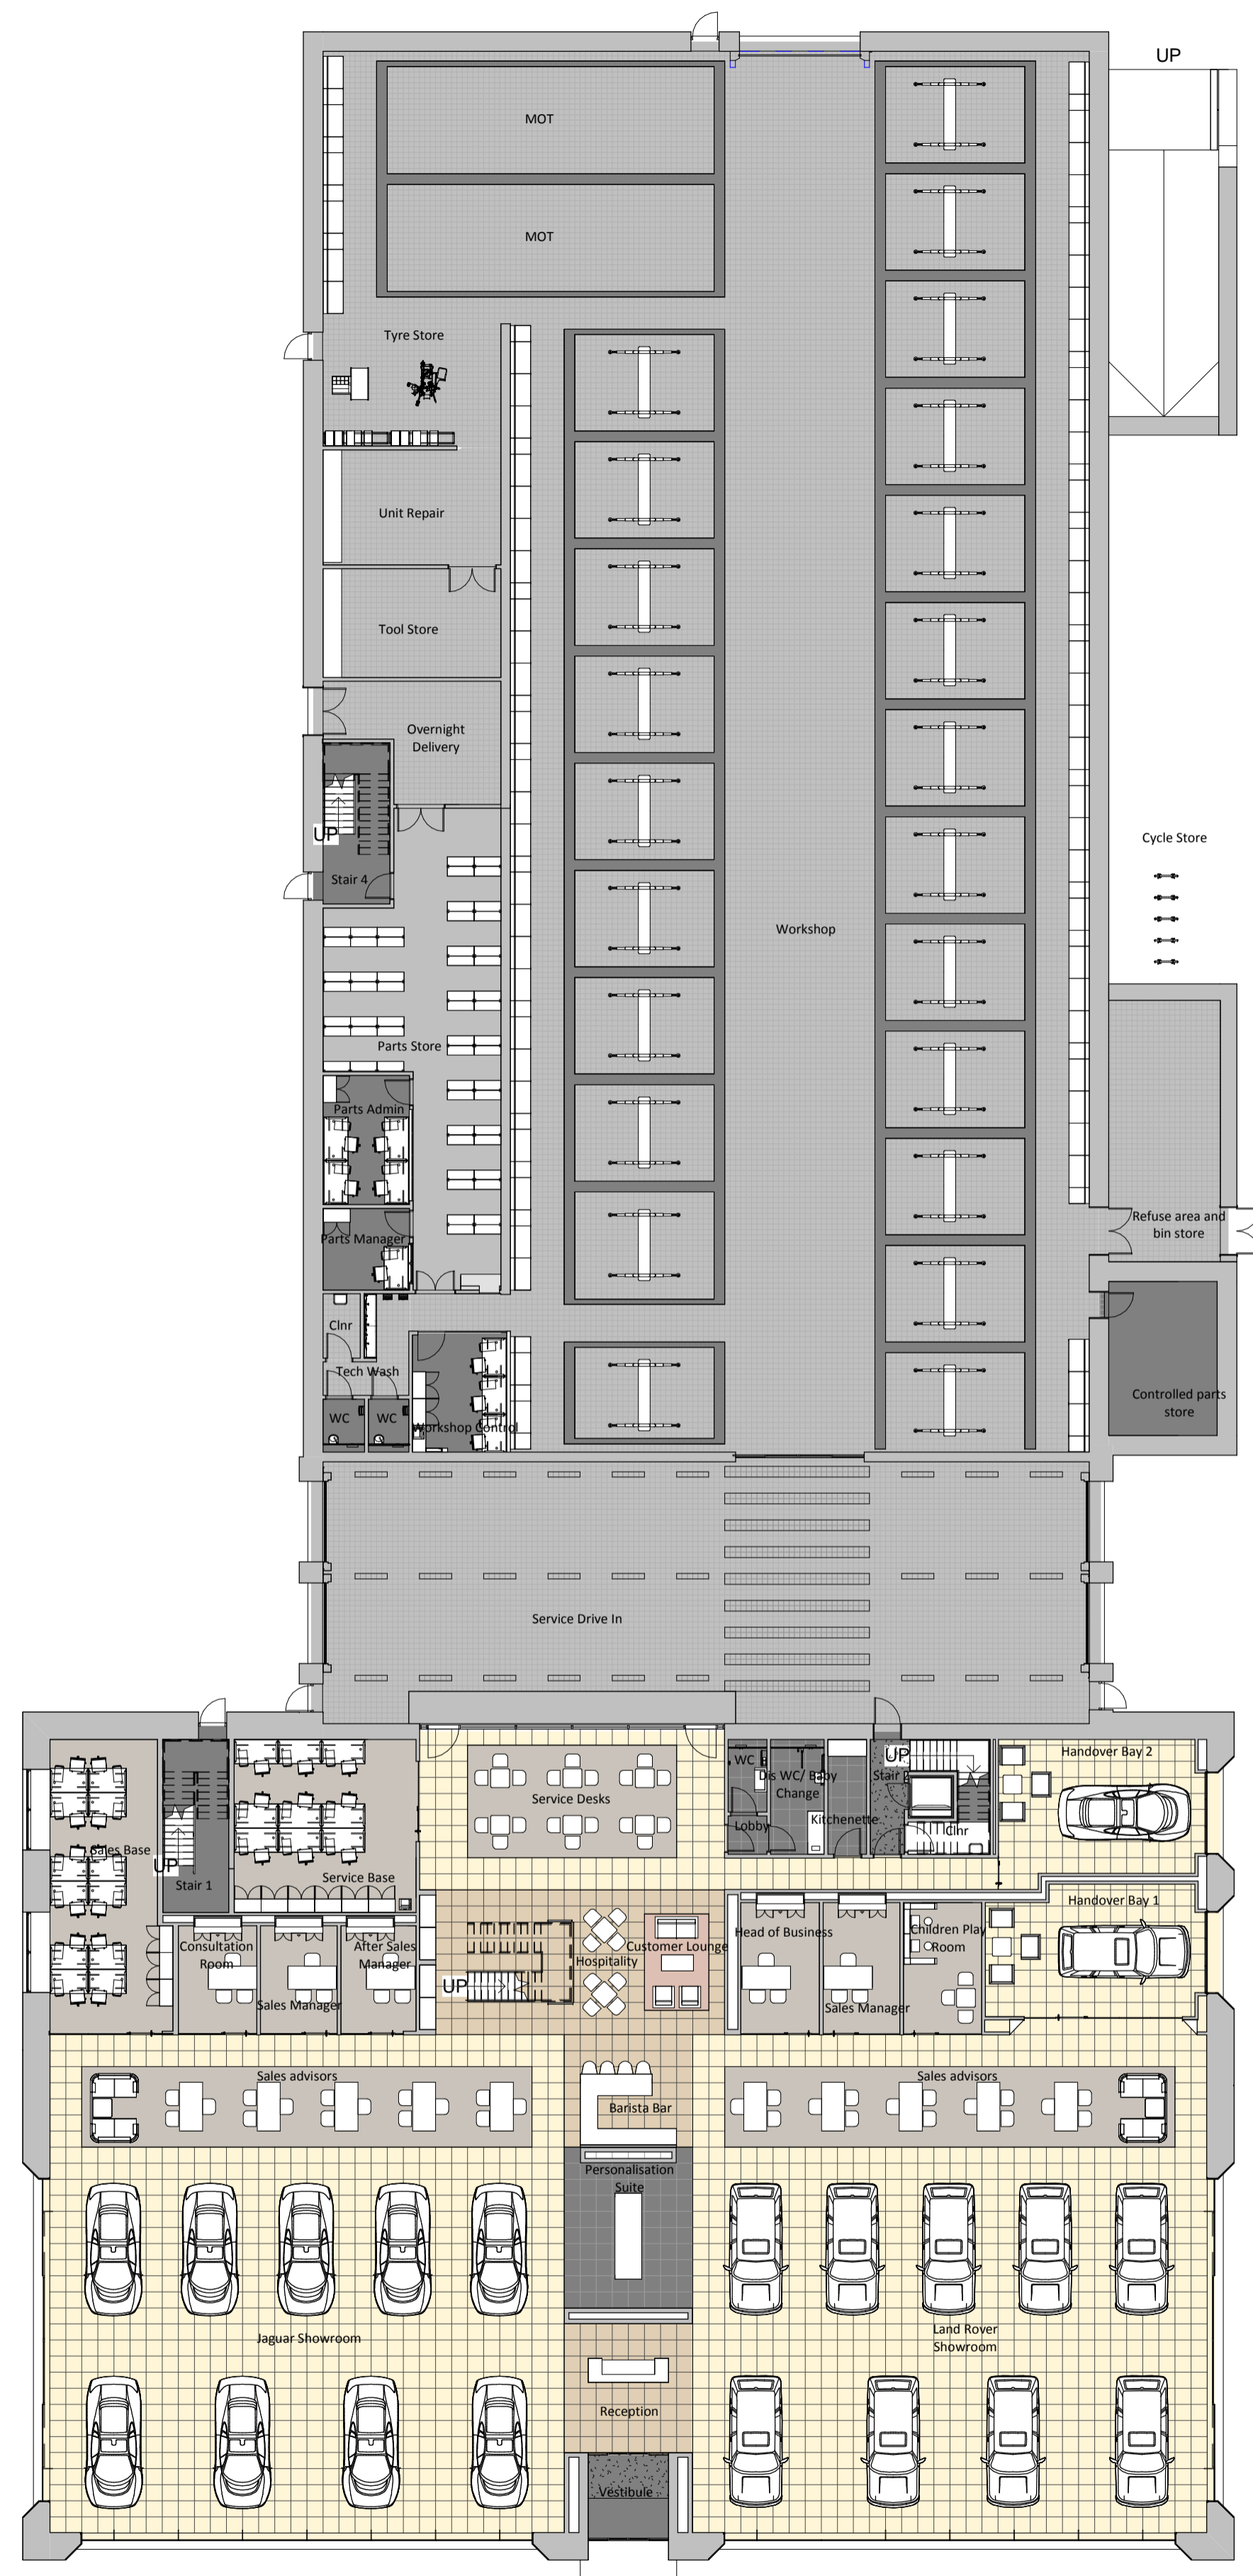 UP
MOT
MOT
Tyre Store
Unit Repair
Tool Store
Overnight
Delivery
UP
Stair 4
Cycle Store
Workshop
Parts Store
Parts Admin
Parts Manager
Refuse area and
bin store
Clnr
Tech Wash
WC
WC
Workshop Control
Controlled parts
store
Service Drive In
Handover Bay 2
UP
WC
Dis WC/ Baby
Change
Stair
Service Desks
Kitchenette
Lobby
Clnr
Sales Base
UP
Stair 1
Service Base
Handover Bay 1
Consultation
Room
After Sales
Manager
Sales Manager
UP
Hospitality
Customer Lounge
Head of Business
Sales Manager
Children Play
Room
Sales advisors
Sales advisors
Barista Bar
Personalisation
Suite
Jaguar Showroom
Land Rover
Showroom
Reception
Vestibule